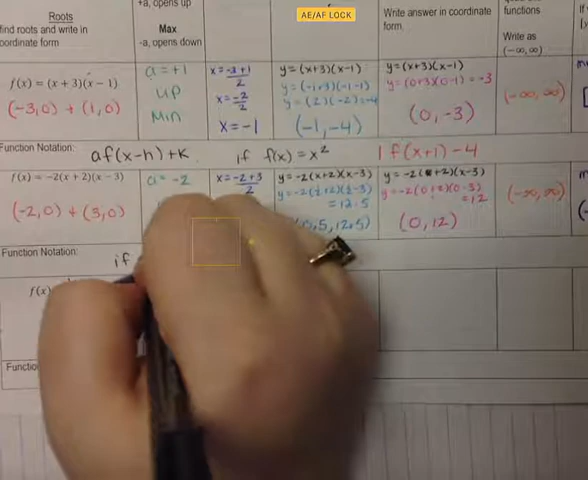 Roots
find roots and write in
coordinate form
+a, opens up
Max
-a, opens down
AE/AF LOCK
Write answer in coordinate
form
functions
Write as
(-∞, ∞)
If
f(x) = (x + 3)(x − 1)
(-3,0) + (1,0)
a = +1
up
Min
x = -3+1/2
x = -2/2
x = -1
y = (x+3)(x-1)
y = (-1+3)(-1-1)
y = (2)(-2) = -4
(-1,-4)
y = (x+3)(x-1)
y = (0+3)(0-1) = -3
(0,-3)
(-∞,∞)
Function Notation:
af(x-h)+k
if f(x) = x²
1f(x+1)-4
f(x) = −2(x + 2)(x − 3)
(-2,0) + (3,0)
a = -2
x = -2+3/2
y = -2(x+2)(x-3)
= 12.5
y = -2(x+2)(x-3)
y = -2(0+2)(0-3)
= 12
(0,12)
(-∞,∞)
Function Notation:
if
f(x)
Functio